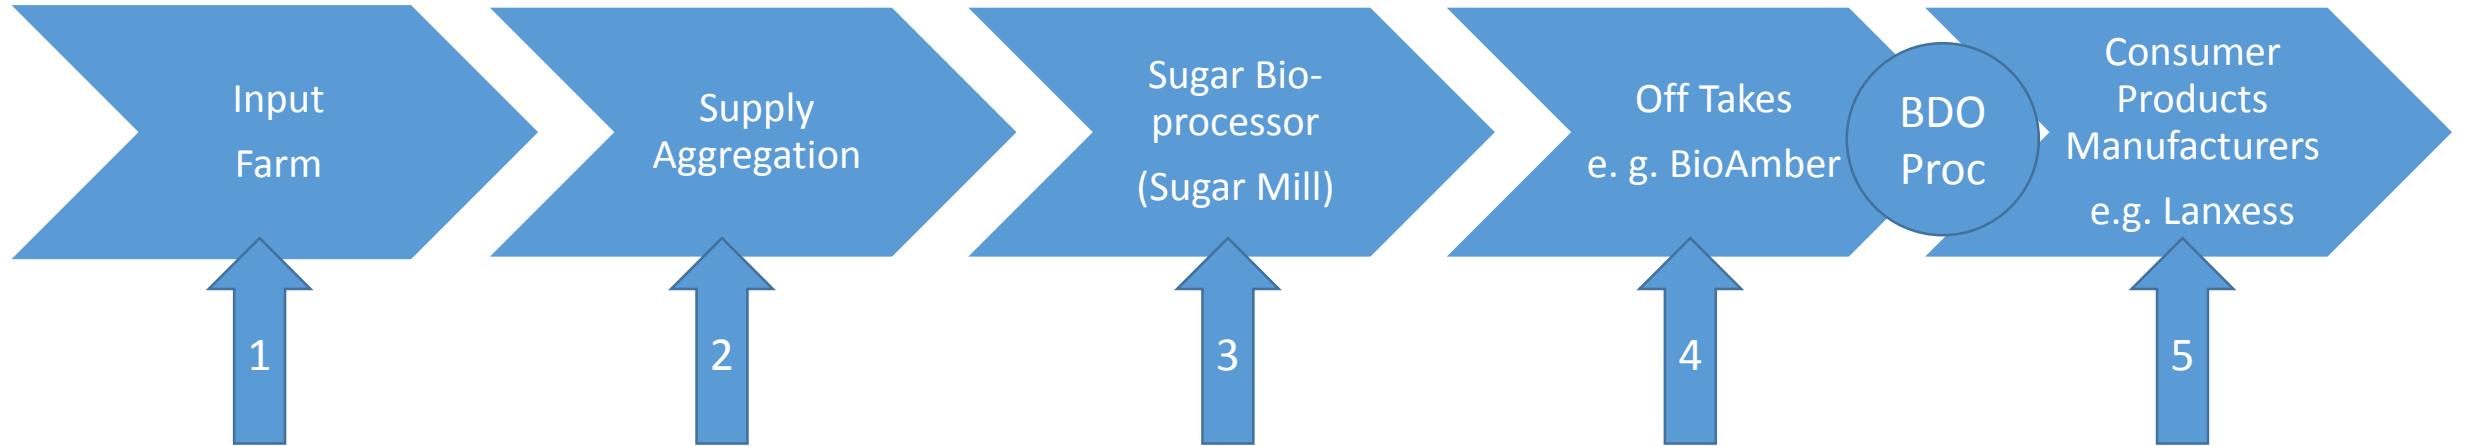 Input
Farm
Supply
Aggregation
Sugar Bio-
processor
(Sugar Mill)
Off Takes
e. g. BioAmber
BDO
Proc
Consumer
Products
Manufacturers
e.g. Lanxess
1
2
3
4
5